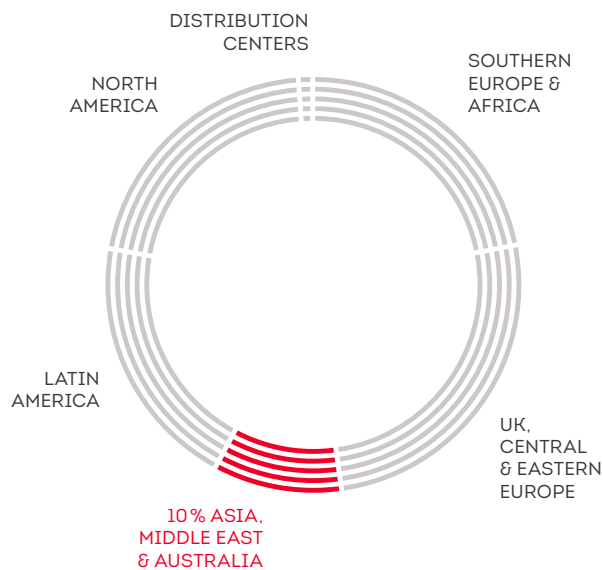 DISTRIBUTION
CENTERS
SOUTHERN
EUROPE &
AFRICA
NORTH
AMERICA
LATIN
AMERICA
UK,
CENTRAL
& EASTERN
EUROPE
10 % ASIA,
MIDDLE EAST
& AUSTRALIA